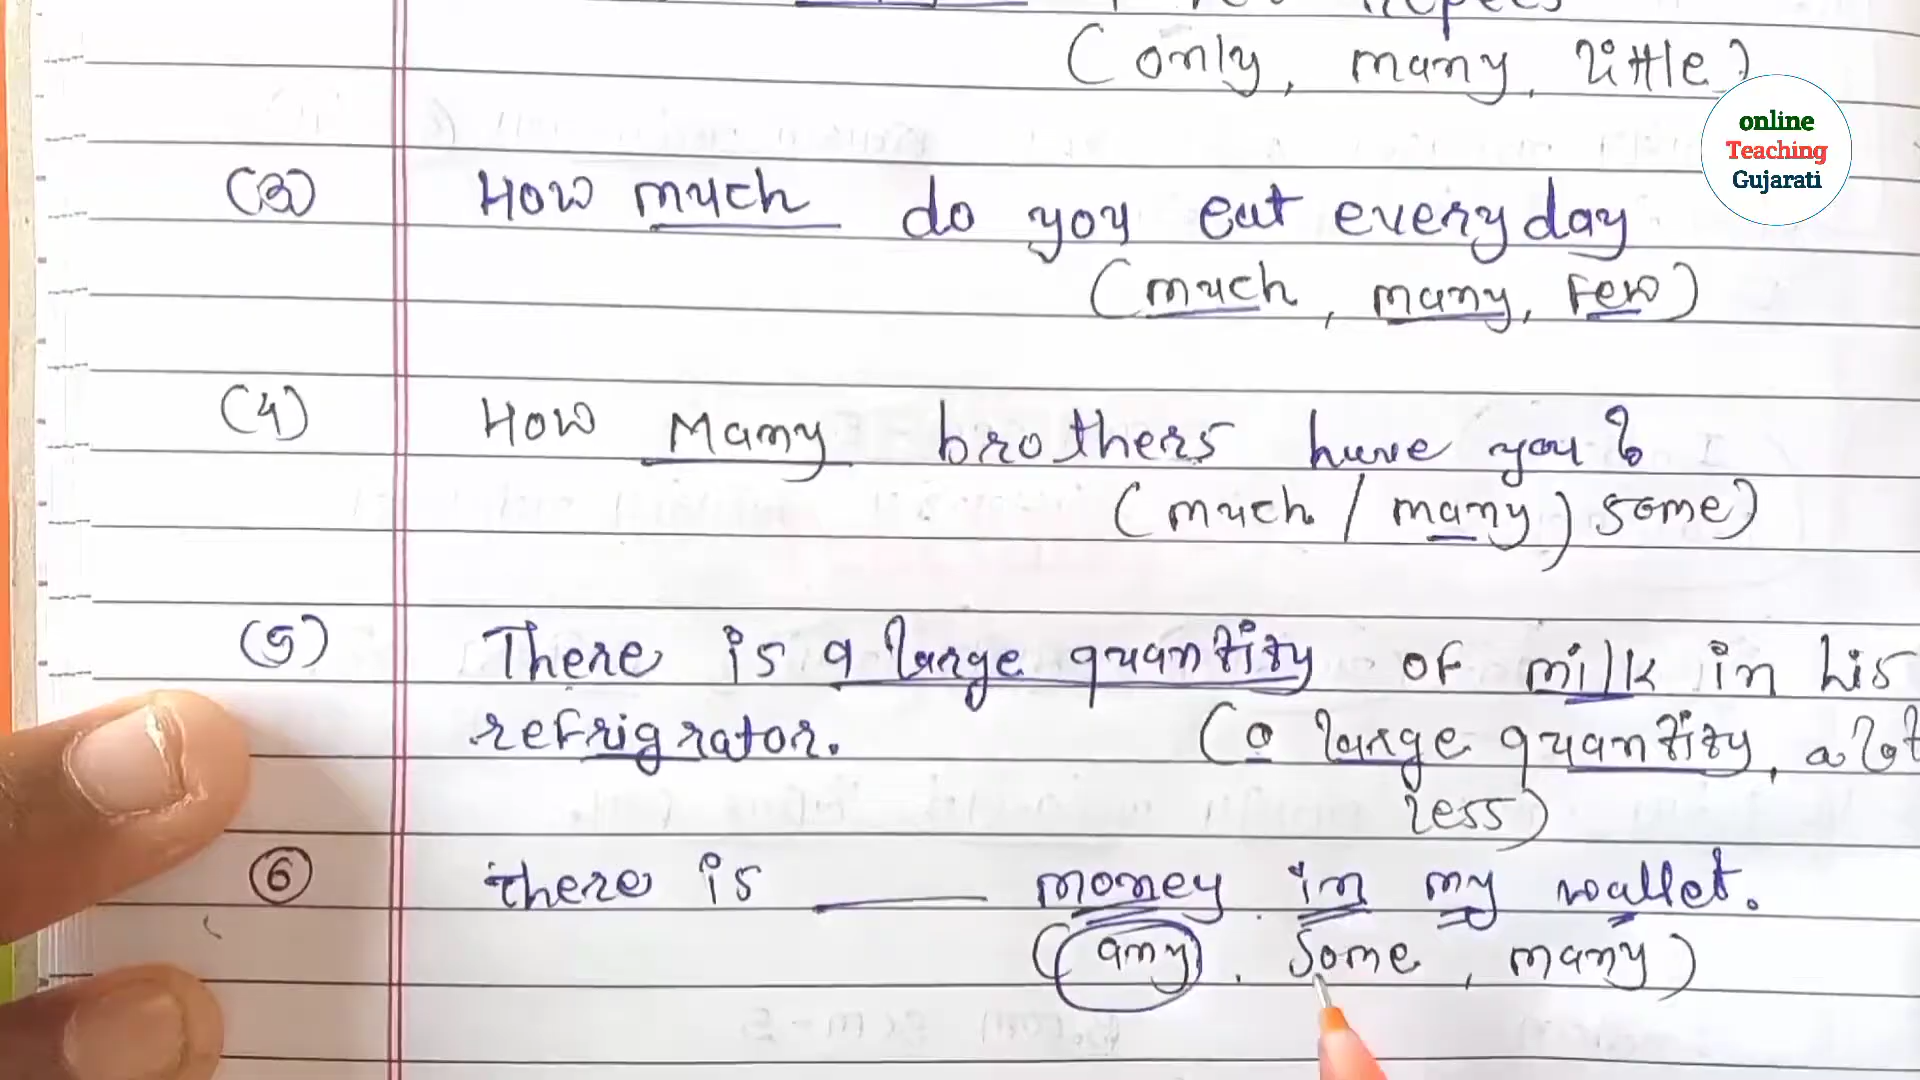 (only, many, little)
online
Teaching
Gujarati
(3) How much do you eat everyday
(much, many, few)
(4) How Many brothers have you?
(much / many, some)
(5) There is a large quantity of milk in his
refrigrator. (a large quantity, a lot
less)
6 there is ____ money in my wallet.
(any, some, many)